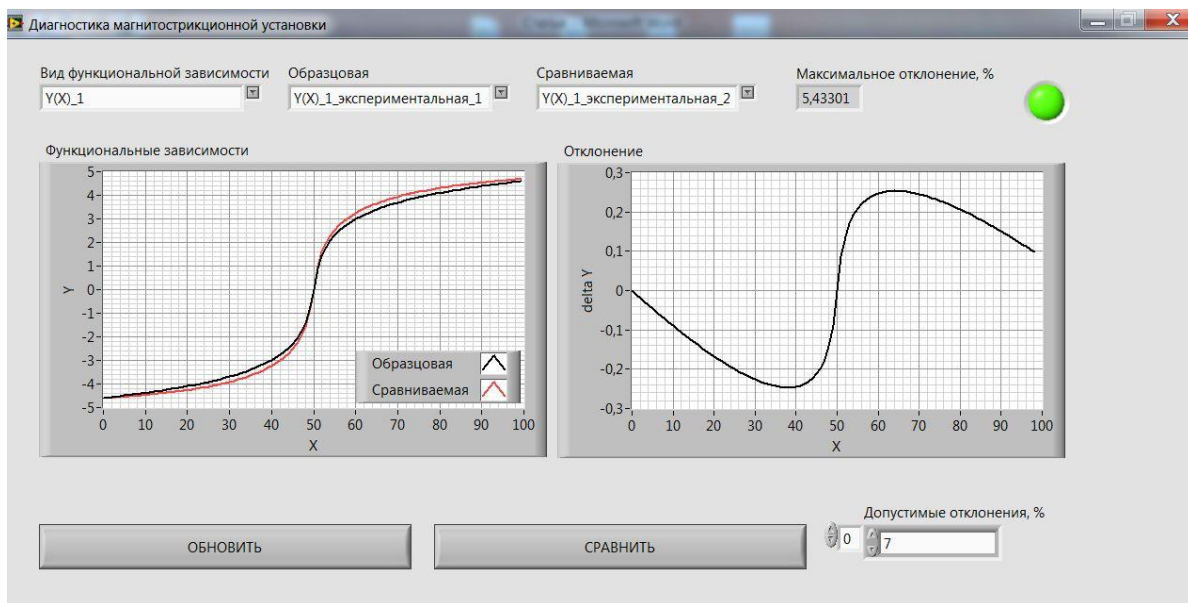 Диагностика магнитострикционной установки
Вид функциональной зависимости
Y(X)_1
Образцовая
Y(X)_1_экспериментальная_1
Сравниваемая
Y(X)_1_экспериментальная_2
Максимальное отклонение, %
5,43301
Функциональные зависимости
5
4
3
2
1
0
-1
-2
-3
-4
-5
Y
0 10 20 30 40 50 60 70 80 90 100
X
Образцовая
Сравниваемая
Отклонение
0,3
0,2
0,1
0
-0,1
-0,2
-0,3
delta Y
0 10 20 30 40 50 60 70 80 90 100
X
ОБНОВИТЬ
СРАВНИТЬ
Допустимые отклонения, %
0
7